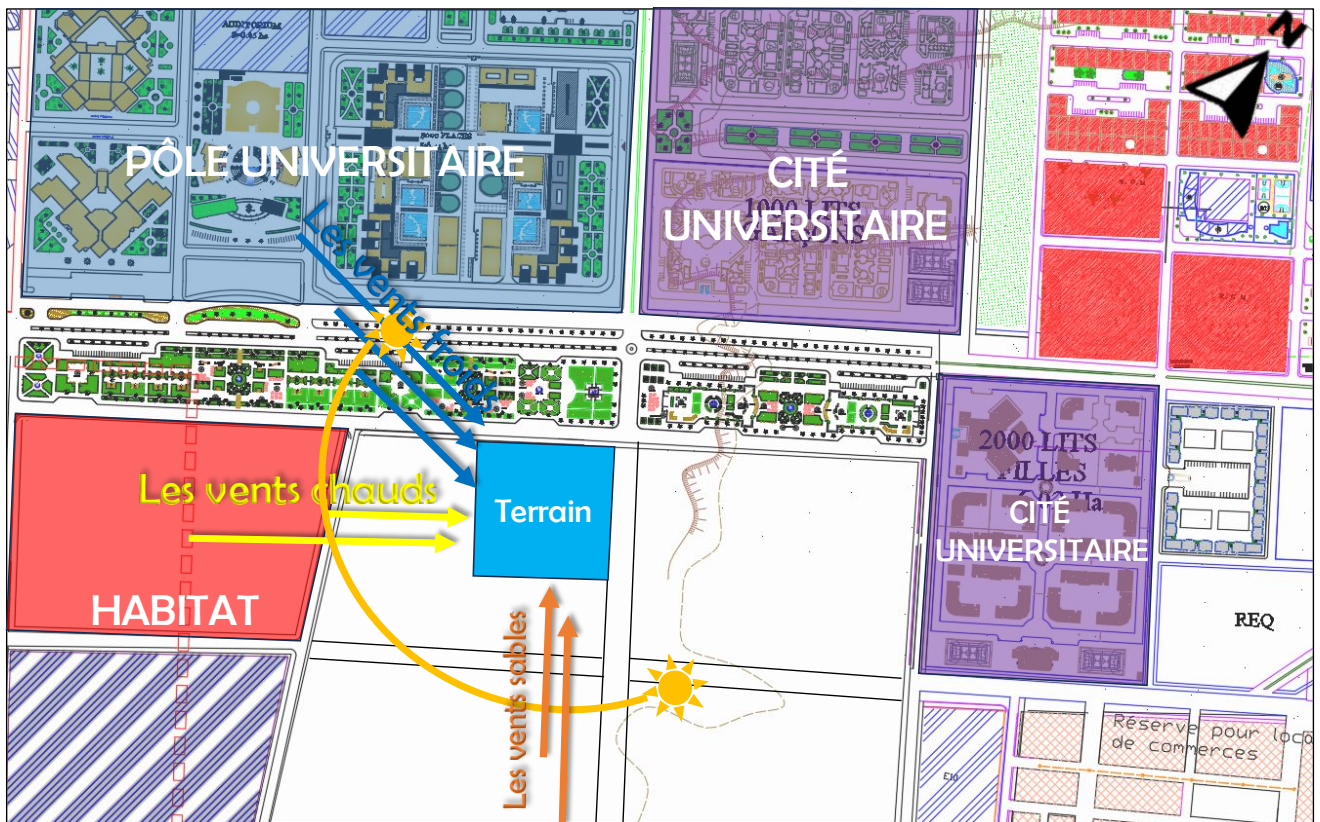 AUDITORIUM
N
PÔLE UNIVERSITAIRE
CITÉ
1000 LITS
UNIVERSITAIRE
Les vents froids
2000 LITS
FILLES
CITÉ
UNIVERSITAIRE
Les vents chauds
Terrain
HABITAT
REQ
Les vents sables
Réserve pour loca
de commerces